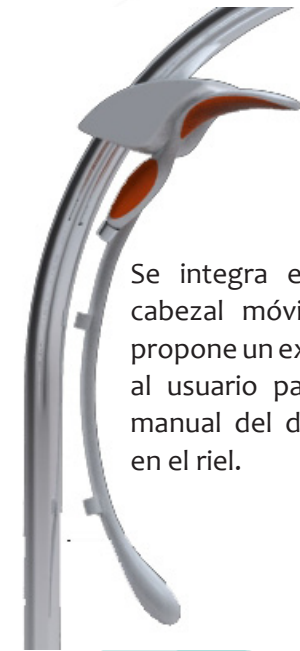 Se integra e
cabezal móvi
propone un ex
al usuario pa
manual del d
en el riel.